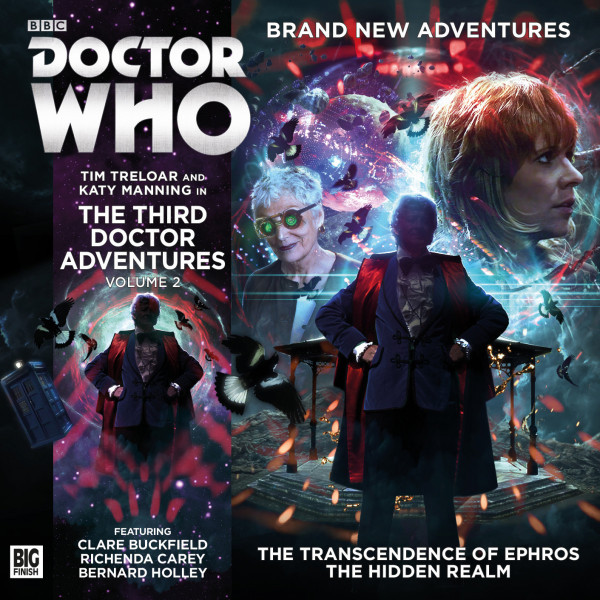 BBC
DOCTOR
WHO
TIM TRELOAR AND
KATY MANNING IN
THE THIRD
DOCTOR
ADVENTURES
VOLUME 2
FEATURING
CLARE BUCKFIELD
RICHENDA CAREY
BERNARD HOLLEY
BIG
FINISH
BRAND NEW ADVENTURES
THE TRANSCENDENCE OF EPHROS
THE HIDDEN REALM